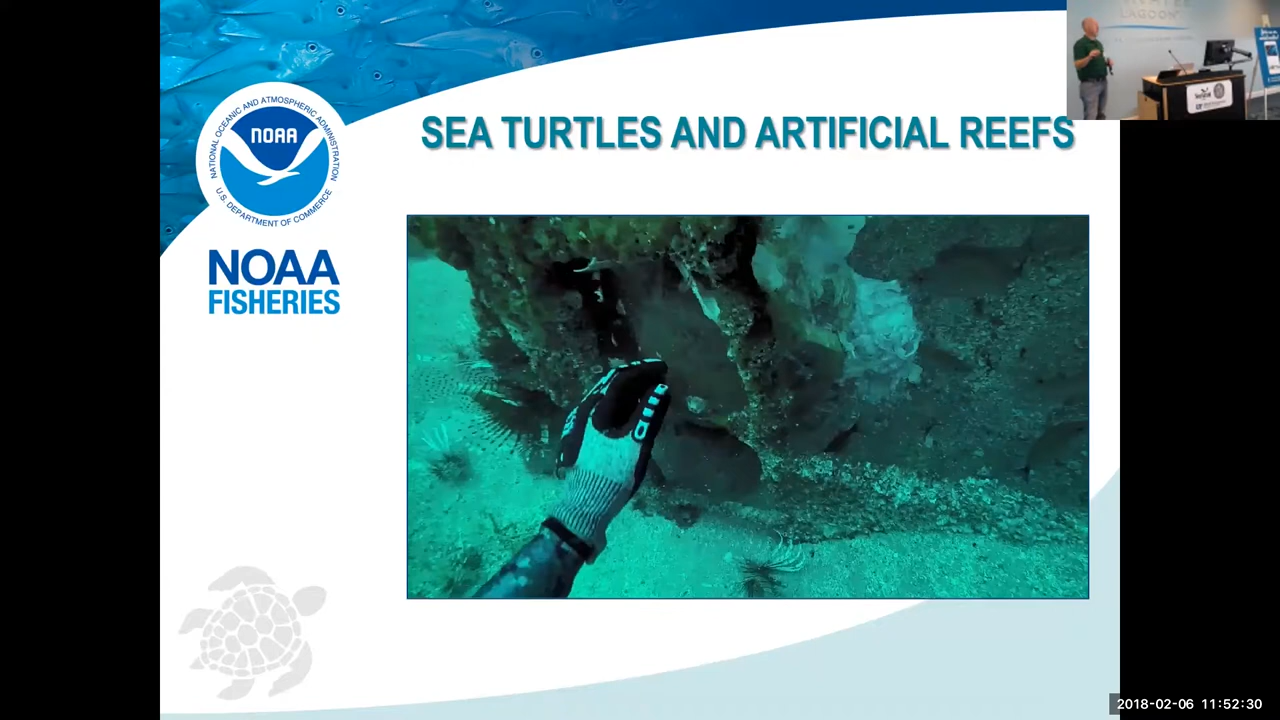 SEA TURTLES AND ARTIFICIAL REEFS
NATIONAL OCEANIC AND ATMOSPHERIC ADMINISTRATION
U.S. DEPARTMENT OF COMMERCE
NOAA
NOAA
FISHERIES
LAGOON
2018-02-06 11:52:30